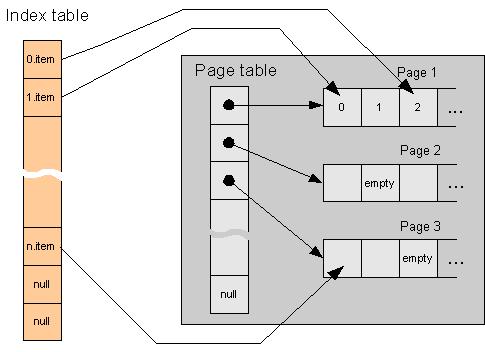 Index table
0.item
1.item
n.item
null
null
Page table
null
Page 1
0 1 2 ...
Page 2
empty ...
Page 3
empty ...